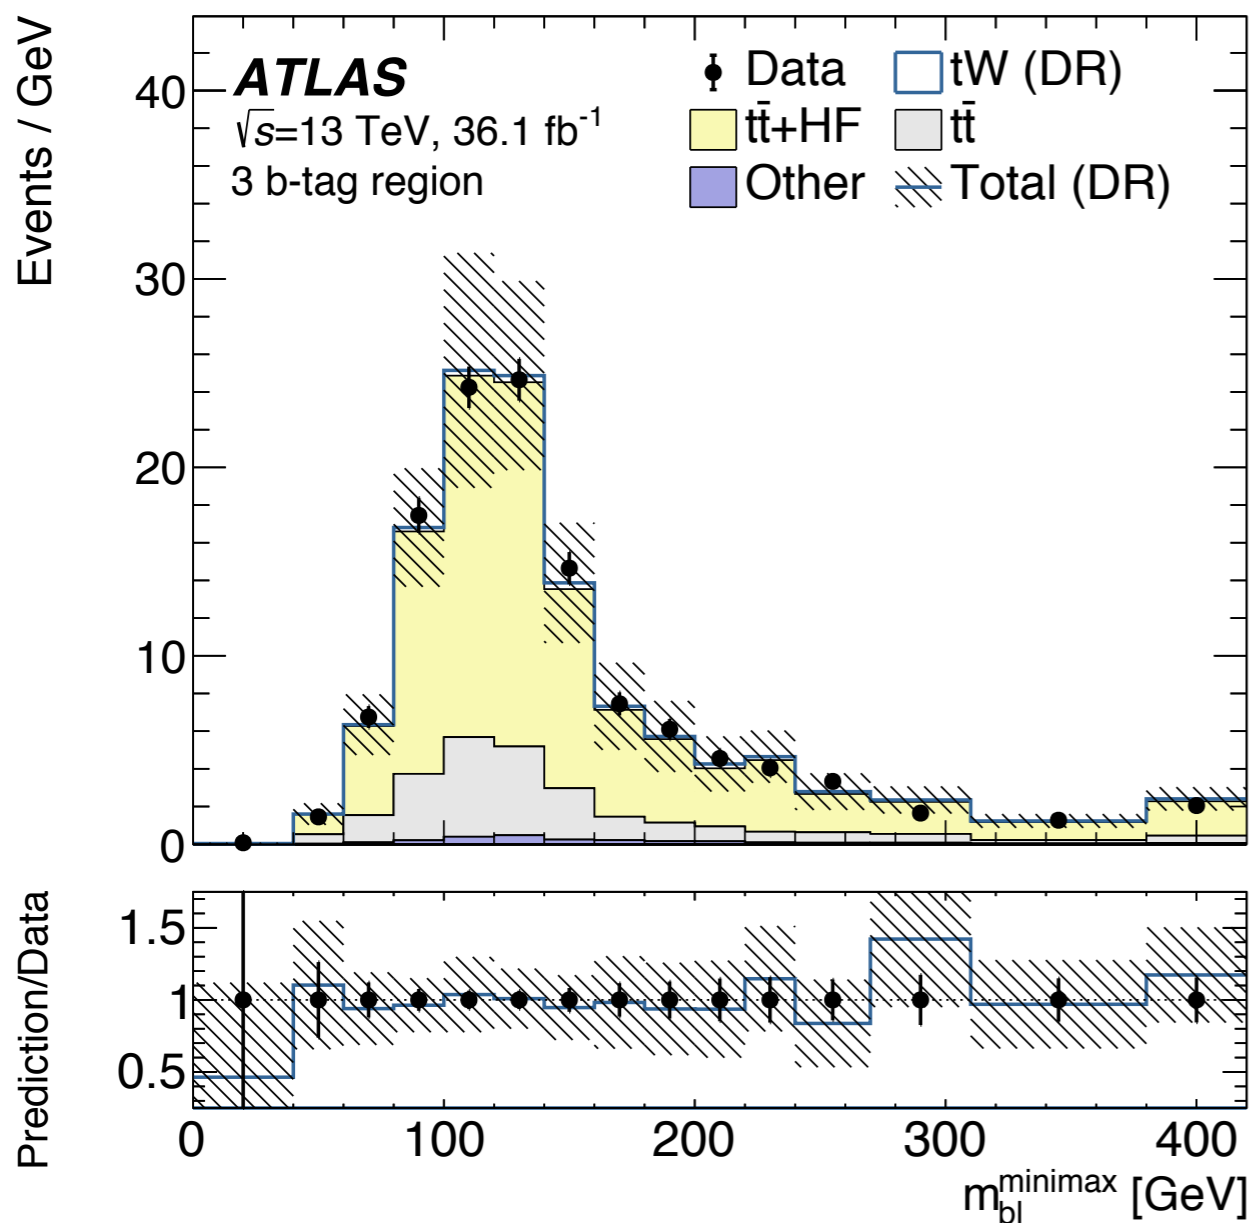 Events / GeV
40
30
20
10
0
ATLAS
√s=13 TeV, 36.1 fb⁻¹
3 b-tag region
Data
tW (DR)
tt̄+HF
tt̄
Other
Total (DR)
Prediction/Data
1.5
1
0.5
0 100 200 300 400
m_bl^minimax [GeV]